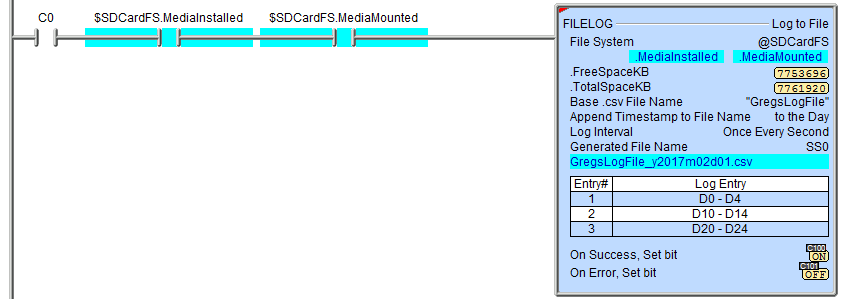 C0 $SDCardFS.MediaInstalled $SDCardFS.MediaMounted
FILELOG Log to File
File System @SDCardFS
.MediaInstalled .MediaMounted
.FreeSpaceKB 7753696
.TotalSpaceKB 7761920
Base .csv File Name "GregsLogFile"
Append Timestamp to File Name to the Day
Log Interval Once Every Second
Generated File Name SS0
GregsLogFile_y2017m02d01.csv
Entry# Log Entry
1 D0 - D4
2 D10 - D14
3 D20 - D24
C100
On Success, Set bit ON
C101
On Error, Set bit OFF